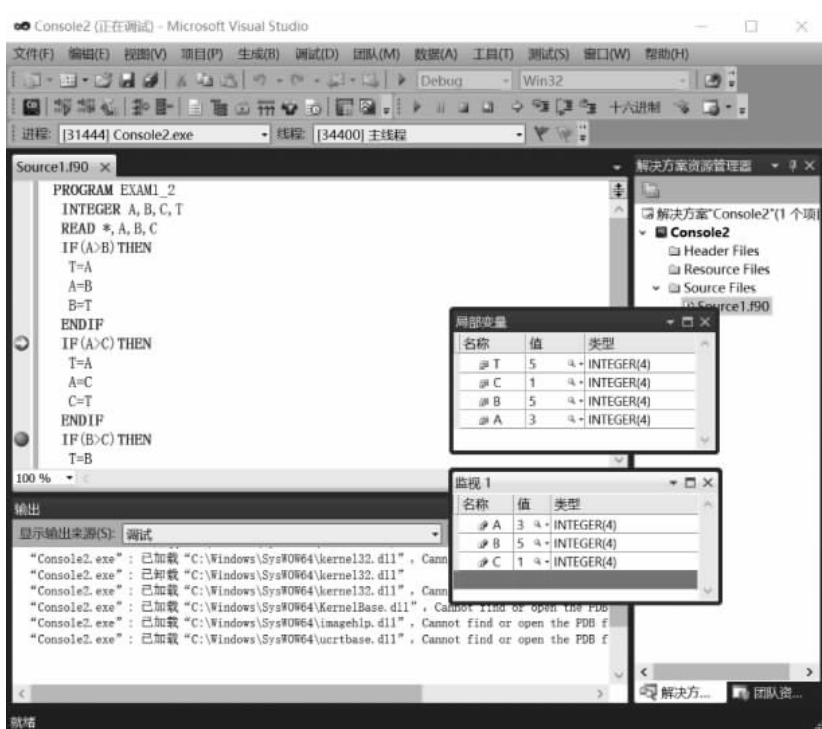 Console2 (正在调试) - Microsoft Visual Studio
文件(F) 编辑(E) 视图(V) 项目(P) 生成(B) 调试(D) 团队(M) 数据(A) 工具(T) 测试(S) 窗口(W) 帮助(H)
Debug Win32
十六进制
进程: [31444] Console2.exe 线程: [34400] 主线程
Source1.f90
PROGRAM EXAM1_2
INTEGER A,B,C,T
READ *,A,B,C
IF(A>B)THEN
T=A
A=B
B=T
ENDIF
IF(A>C)THEN
T=A
A=C
C=T
ENDIF
IF(B>C)THEN
T=B
100 %
解决方案资源管理器
解决方案"Console2"(1 个项
Console2
Header Files
Resource Files
Source Files
Source1.f90
局部变量
名称 值 类型
T 5 INTEGER(4)
C 1 INTEGER(4)
B 5 INTEGER(4)
A 3 INTEGER(4)
监视 1
名称 值 类型
A 3 INTEGER(4)
B 5 INTEGER(4)
C 1 INTEGER(4)
输出
显示输出来源(S): 调试
“Console2.exe”: 已加载“C:\Windows\SysWOW64\kernel32.dll”, Cann
“Console2.exe”: 已卸载“C:\Windows\SysWOW64\kernel32.dll”
“Console2.exe”: 已加载“C:\Windows\SysWOW64\kernel32.dll”, Cann
“Console2.exe”: 已加载“C:\Windows\SysWOW64\KernelBase.dll”, Cannot find or open the PDB
“Console2.exe”: 已加载“C:\Windows\SysWOW64\imagehlp.dll”, Cannot find or open the PDB f
“Console2.exe”: 已加载“C:\Windows\SysWOW64\ucrtbase.dll”, Cannot find or open the PDB f
解决方... 团队资...
就绪